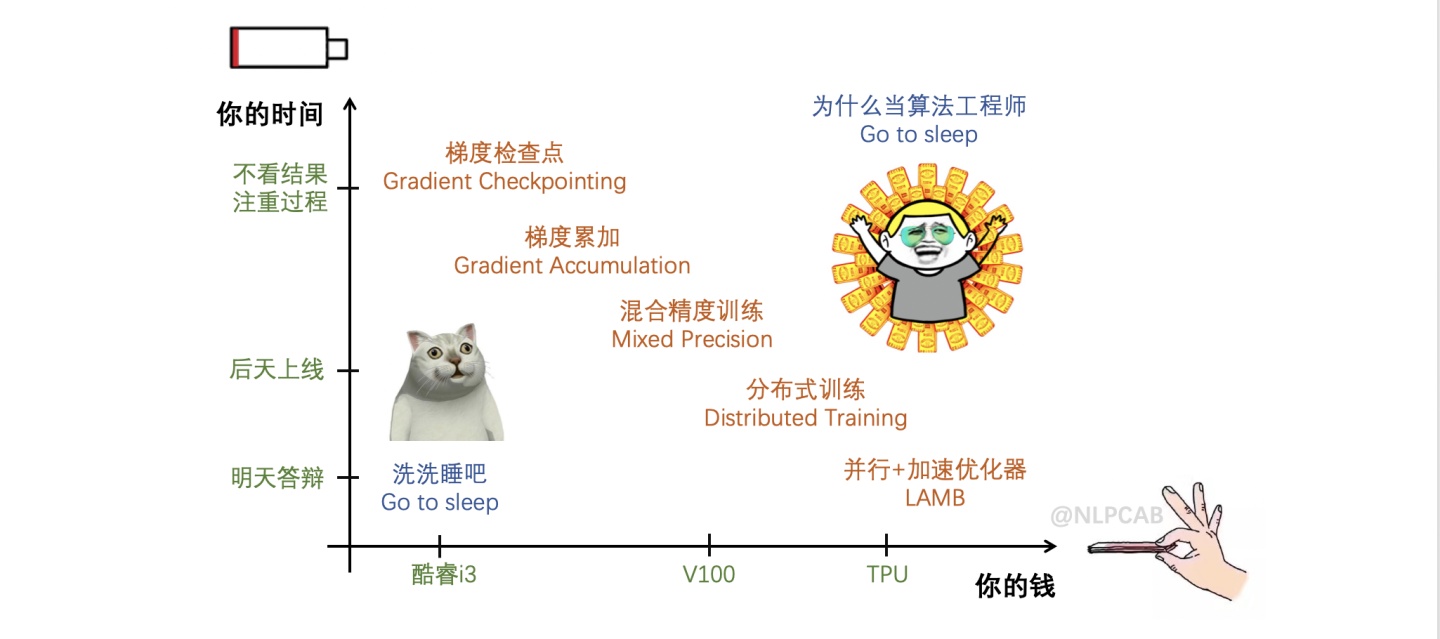 你的时间
为什么当算法工程师
Go to sleep
梯度检查点
Gradient Checkpointing
不看结果
注重过程
梯度累加
Gradient Accumulation
混合精度训练
Mixed Precision
后天上线
分布式训练
Distributed Training
明天答辩
洗洗睡吧
Go to sleep
并行+加速优化器
LAMB
@NLPCAB
酷睿i3
V100
TPU
你的钱